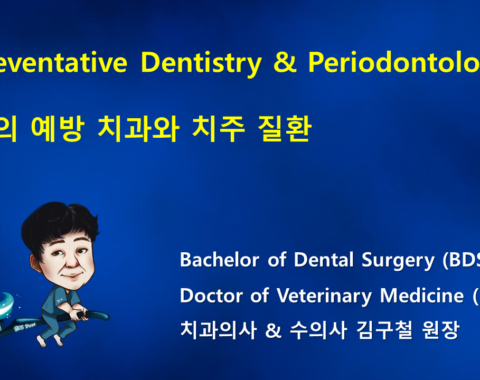 eventative Dentistry & Periodontolo
의 예방 치과와 치주 질환
Bachelor of Dental Surgery (BDS
Doctor of Veterinary Medicine (
치과의사 & 수의사 김구철 원장